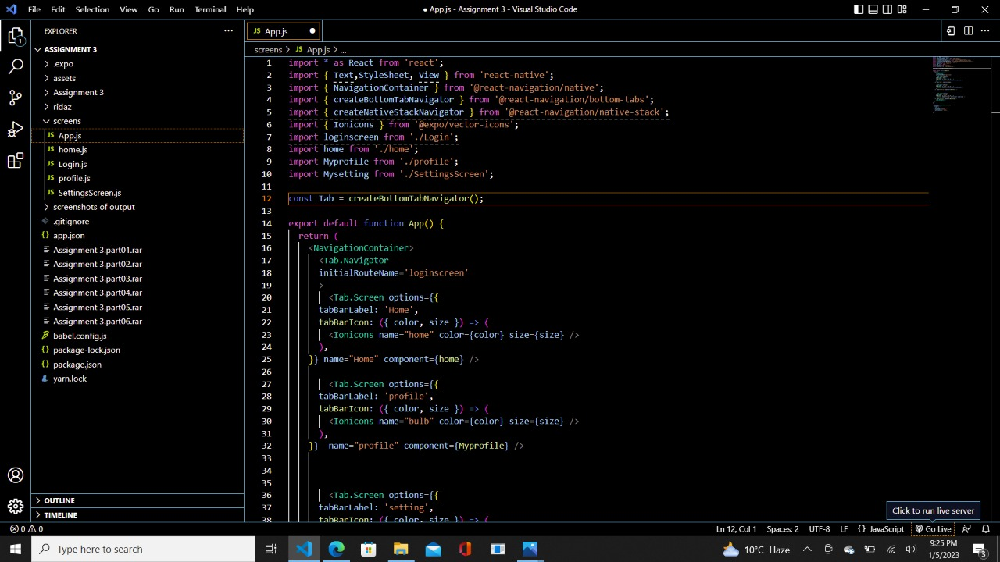 File Edit Selection View Go Run Terminal Help
● App.js - Assignment 3 - Visual Studio Code
EXPLORER
ASSIGNMENT 3
.expo
assets
Assignment 3
ridaz
screens
JS App.js
JS home.js
JS Login.js
JS profile.js
JS SettingsScreen.js
screenshots of output
.gitignore
{} app.json
Assignment 3.part01.rar
Assignment 3.part02.rar
Assignment 3.part03.rar
Assignment 3.part04.rar
Assignment 3.part05.rar
Assignment 3.part06.rar
babel.config.js
{} package-lock.json
{} package.json
yarn.lock
OUTLINE
TIMELINE
JS App.js ●
screens > JS App.js > ...
1 import * as React from 'react';
2 import { Text,StyleSheet, View } from 'react-native';
3 import { NavigationContainer } from '@react-navigation/native';
4 import { createBottomTabNavigator } from '@react-navigation/bottom-tabs';
5 import { createNativeStackNavigator } from '@react-navigation/native-stack';
6 import { Ionicons } from '@expo/vector-icons';
7 import loginscreen from './Login';
8 import home from './home';
9 import Myprofile from './profile';
10 import Mysetting from './SettingsScreen';
11
12 const Tab = createBottomTabNavigator();
13
14 export default function App() {
15 return (
16 <NavigationContainer>
17 <Tab.Navigator
18 initialRouteName='loginscreen'
19 >
20 <Tab.Screen options={{
21 tabBarLabel: 'Home',
22 tabBarIcon: ({ color, size }) => (
23 <Ionicons name="home" color={color} size={size} />
24 ),
25 }} name="Home" component={home} />
26
27 <Tab.Screen options={{
28 tabBarLabel: 'profile',
29 tabBarIcon: ({ color, size }) => (
30 <Ionicons name="bulb" color={color} size={size} />
31 ),
32 }} name="profile" component={Myprofile} />
33
34
35
36 <Tab.Screen options={{
37 tabBarLabel: 'setting',
38 tabBarIcon: ({ color, size }) => (
Click to run live server
0 0
Ln 12, Col 1 Spaces: 2 UTF-8 LF {} JavaScript Go Live
Type here to search
10°C Haze
9:25 PM
1/5/2023
3
1